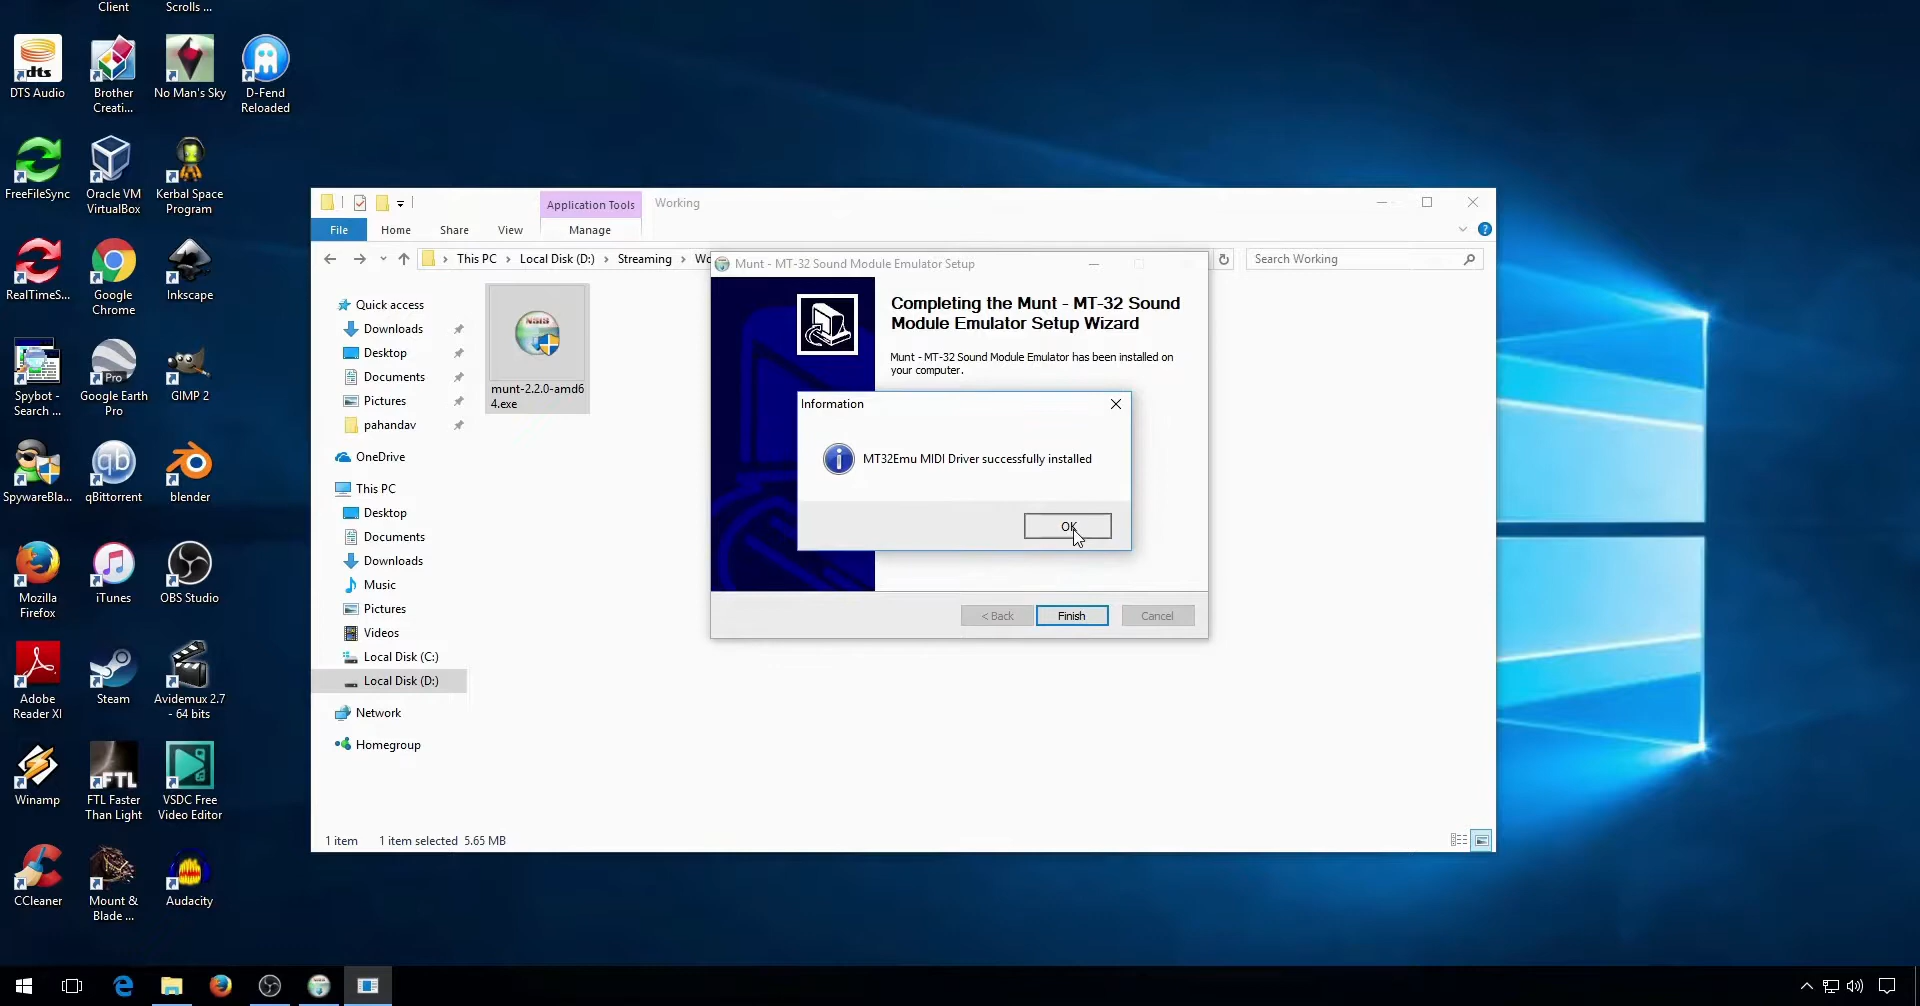 Client
Scrolls ...
dts
DTS Audio
Brother
Creati...
No Man's Sky
D-Fend
Reloaded
FreeFileSync
Oracle VM
VirtualBox
Kerbal Space
Program
RealTimeS...
Google
Chrome
Inkscape
Spybot -
Search ...
Pro
Google Earth
Pro
GIMP 2
SpywareBla...
qb
qBittorrent
blender
Mozilla
Firefox
iTunes
OBS Studio
Adobe
Reader XI
Steam
Avidemux 2.7
- 64 bits
Winamp
FTL
FTL Faster
Than Light
VSDC Free
Video Editor
CCleaner
Mount &
Blade ...
Audacity
Application Tools
Working
File
Home
Share
View
Manage
This PC
Local Disk (D:)
Streaming
Wo
Search Working
Quick access
Downloads
Desktop
Documents
Pictures
pahandav
OneDrive
This PC
Desktop
Documents
Downloads
Music
Pictures
Videos
Local Disk (C:)
Local Disk (D:)
Network
Homegroup
NSIS
munt-2.2.0-amd6
4.exe
1 item
1 item selected 5.65 MB
Munt - MT-32 Sound Module Emulator Setup
Completing the Munt - MT-32 Sound
Module Emulator Setup Wizard
Munt - MT-32 Sound Module Emulator has been installed on
your computer.
Information
MT32Emu MIDI Driver successfully installed
OK
< Back
Finish
Cancel